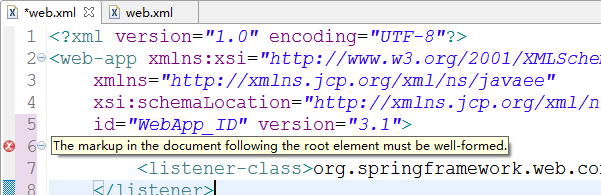 *web.xml web.xml
1 <?xml version="1.0" encoding="UTF-8"?>
2 <web-app xmlns:xsi="http://www.w3.org/2001/XMLSche
3 xmlns="http://xmlns.jcp.org/xml/ns/javaee"
4 xsi:schemaLocation="http://xmlns.jcp.org/xml/n
5 id="WebApp_ID" version="3.1">
6
The markup in the document following the root element must be well-formed.
7 <listener-class>org.springframework.web.co
8 </listener>